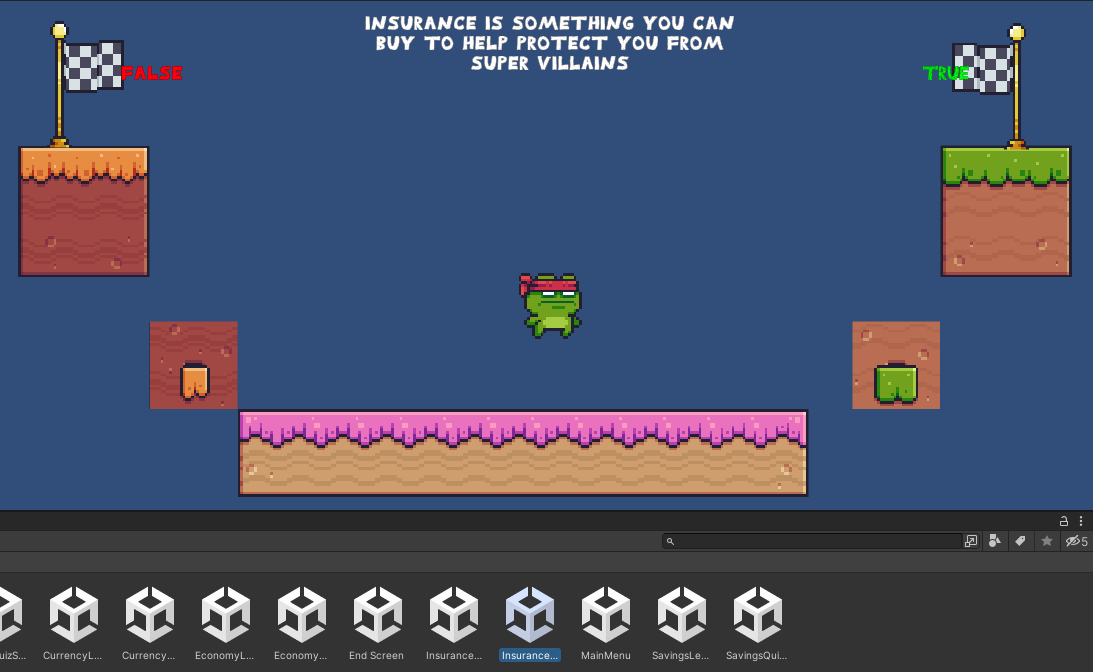 INSURANCE IS SOMETHING YOU CAN
BUY TO HELP PROTECT YOU FROM
SUPER VILLAINS
FALSE
TRUE
5
uizS...
CurrencyL...
Currency...
EconomyL...
Economy...
End Screen
Insurance...
Insurance...
MainMenu
SavingsLe...
SavingsQui...